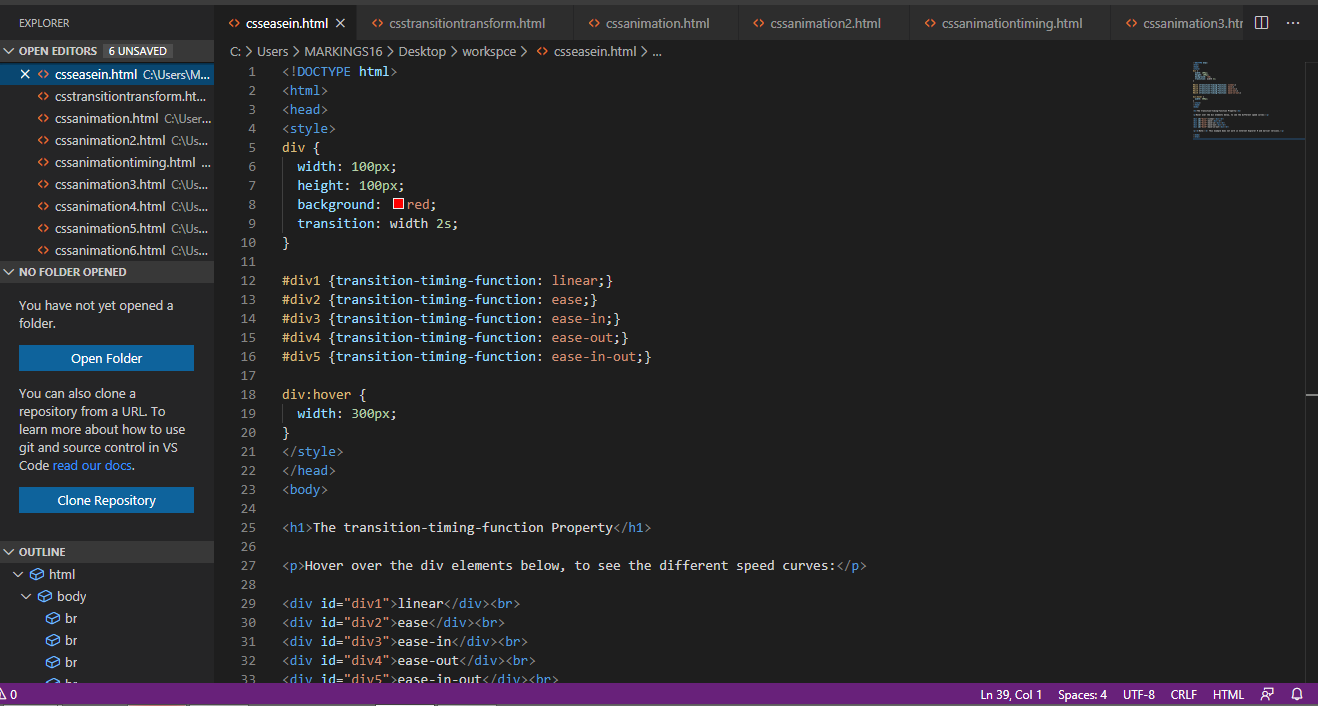 EXPLORER
OPEN EDITORS 6 UNSAVED
csseasein.html C:\Users\M...
csstransitiontransform.ht...
cssanimation.html C:\User...
cssanimation2.html C:\Us...
cssanimationtiming.html ...
cssanimation3.html C:\Us...
cssanimation4.html C:\Us...
cssanimation5.html C:\Us...
cssanimation6.html C:\Us...
NO FOLDER OPENED
You have not yet opened a
folder.
Open Folder
You can also clone a
repository from a URL. To
learn more about how to use
git and source control in VS
Code read our docs.
Clone Repository
OUTLINE
html
body
br
br
br
br
csseasein.html csstransitiontransform.html cssanimation.html cssanimation2.html cssanimationtiming.html cssanimation3.htr
C: > Users > MARKINGS16 > Desktop > workspce > csseasein.html > ...
1 <!DOCTYPE html>
2 <html>
3 <head>
4 <style>
5 div {
6 width: 100px;
7 height: 100px;
8 background: red;
9 transition: width 2s;
10 }
11
12 #div1 {transition-timing-function: linear;}
13 #div2 {transition-timing-function: ease;}
14 #div3 {transition-timing-function: ease-in;}
15 #div4 {transition-timing-function: ease-out;}
16 #div5 {transition-timing-function: ease-in-out;}
17
18 div:hover {
19 width: 300px;
20 }
21 </style>
22 </head>
23 <body>
24
25 <h1>The transition-timing-function Property</h1>
26
27 <p>Hover over the div elements below, to see the different speed curves:</p>
28
29 <div id="div1">linear</div><br>
30 <div id="div2">ease</div><br>
31 <div id="div3">ease-in</div><br>
32 <div id="div4">ease-out</div><br>
33 <div id="div5">ease-in-out</div><br>
0 Ln 39, Col 1 Spaces: 4 UTF-8 CRLF HTML